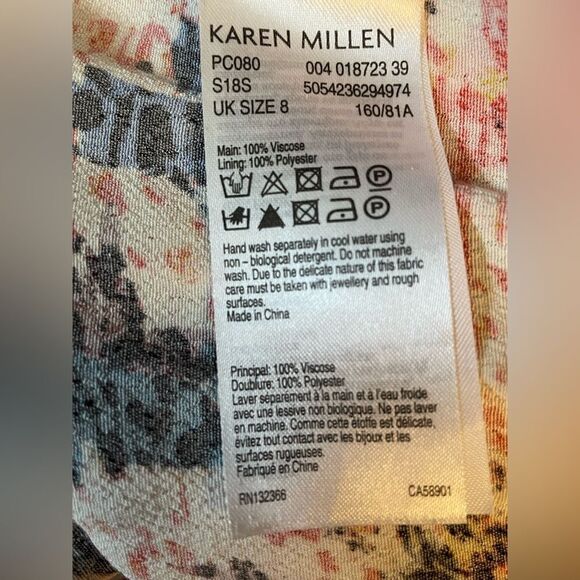 KAREN MILLEN
PC080 004 018723 39
S18S 5054236294974
UK SIZE 8 160/81A
Main: 100% Viscose
Lining: 100% Polyester
P
P
Hand wash separately in cool water using
non – biological detergent. Do not machine
wash. Due to the delicate nature of this fabric
care must be taken with jewellery and rough
surfaces.
Made in China
Principal: 100% Viscose
Doublure: 100% Polyester
Laver séparément à la main et à l'eau froide
avec une lessive non biologique. Ne pas laver
en machine. Comme cette étoffe est délicate,
évitez tout contact avec les bijoux et les
surfaces rugueuses.
Fabriqué en Chine
RN132366 CA58901